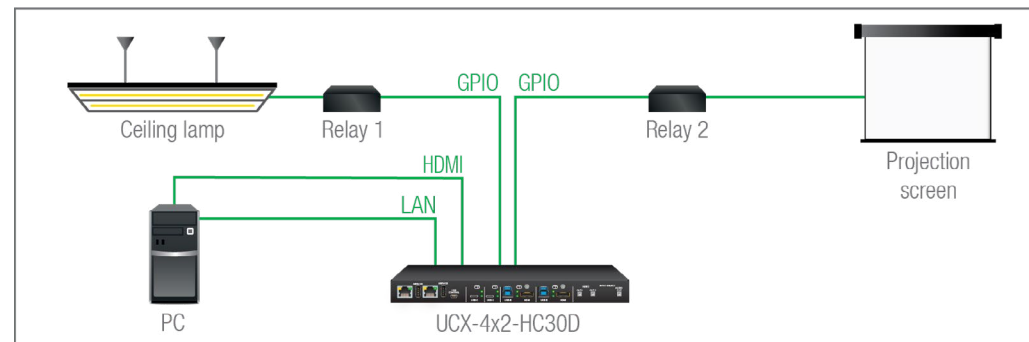 GPIO GPIO
Ceiling lamp
Relay 1
Relay 2
Projection
screen
HDMI
LAN
PC
UCX-4x2-HC30D